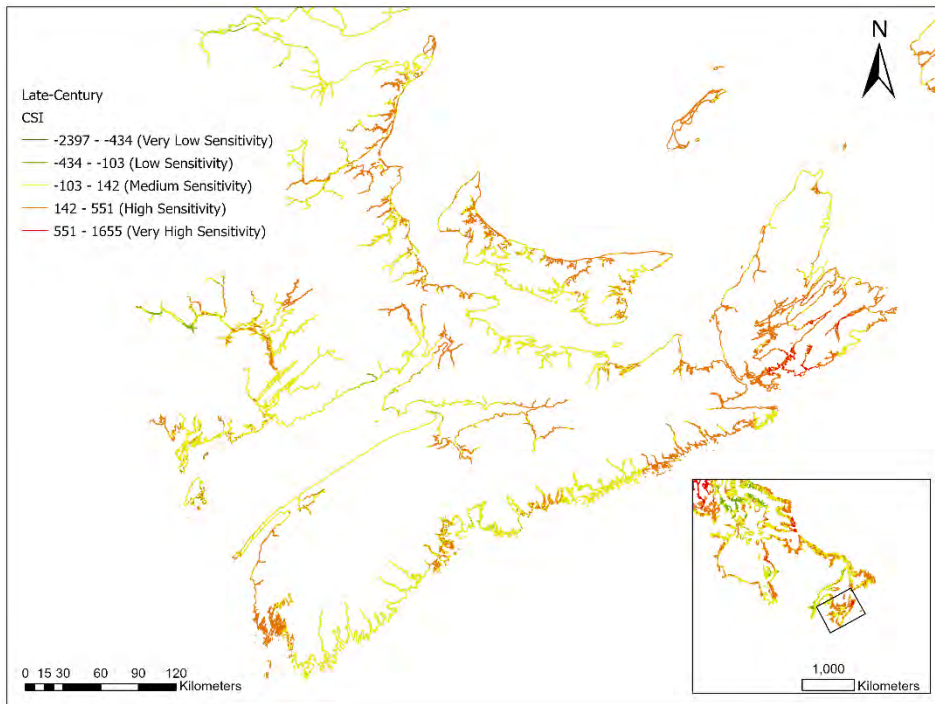 N
Late-Century
CSI
-2397 - -434 (Very Low Sensitivity)
-434 - -103 (Low Sensitivity)
-103 - 142 (Medium Sensitivity)
142 - 551 (High Sensitivity)
551 - 1655 (Very High Sensitivity)
0 15 30 60 90 120
Kilometers
1,000
Kilometers